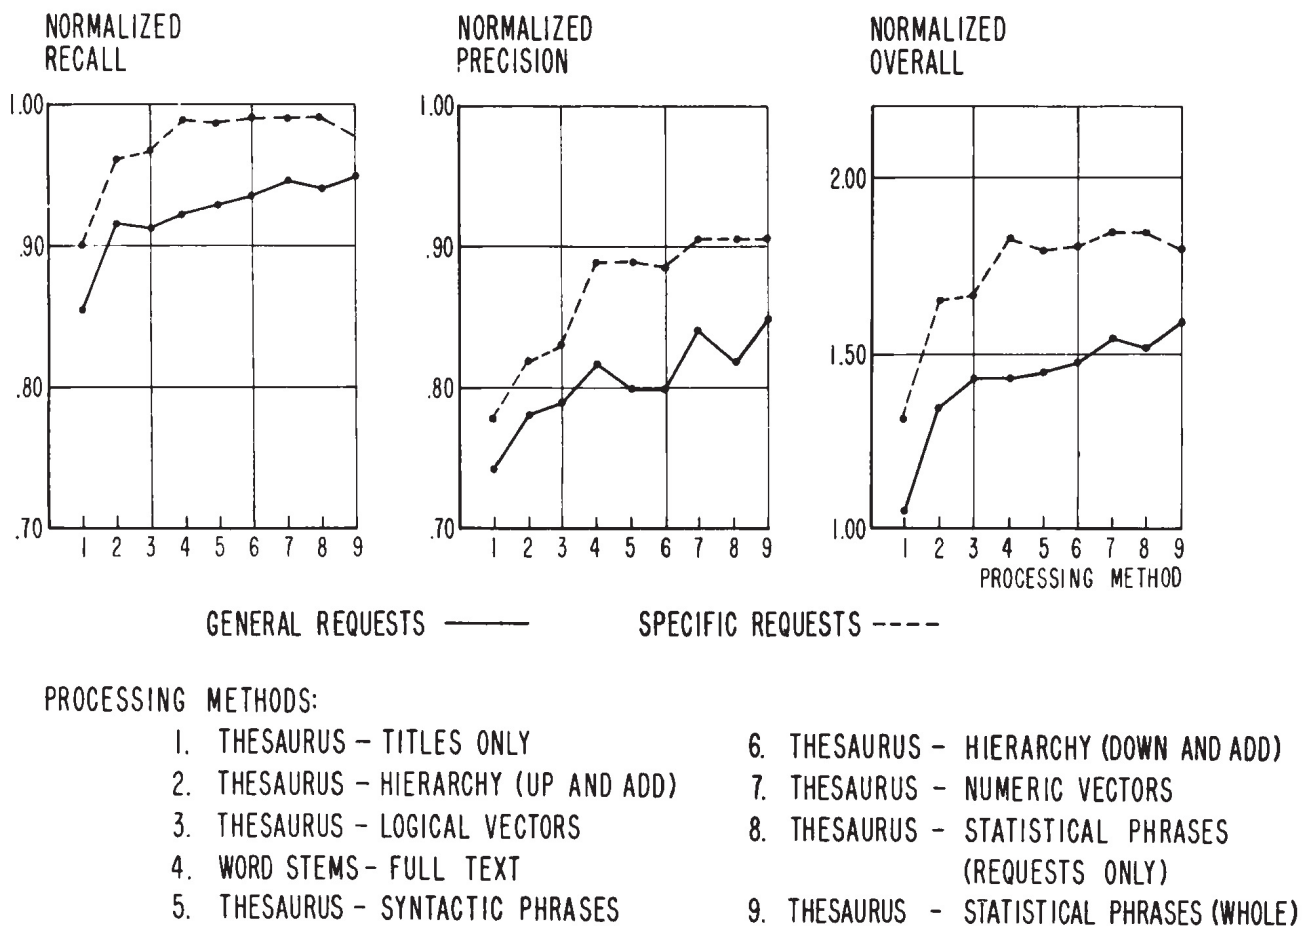 NORMALIZED
RECALL
NORMALIZED
PRECISION
NORMALIZED
OVERALL
1.00
.90
.80
.70
1 2 3 4 5 6 7 8 9
1.00
.90
.80
.70
1 2 3 4 5 6 7 8 9
2.00
1.50
1.00
1 2 3 4 5 6 7 8 9
PROCESSING METHOD
GENERAL REQUESTS
SPECIFIC REQUESTS
PROCESSING METHODS:
1. THESAURUS – TITLES ONLY
2. THESAURUS – HIERARCHY (UP AND ADD)
3. THESAURUS – LOGICAL VECTORS
4. WORD STEMS – FULL TEXT
5. THESAURUS – SYNTACTIC PHRASES
6. THESAURUS – HIERARCHY (DOWN AND ADD)
7. THESAURUS – NUMERIC VECTORS
8. THESAURUS – STATISTICAL PHRASES
(REQUESTS ONLY)
9. THESAURUS – STATISTICAL PHRASES (WHOLE)